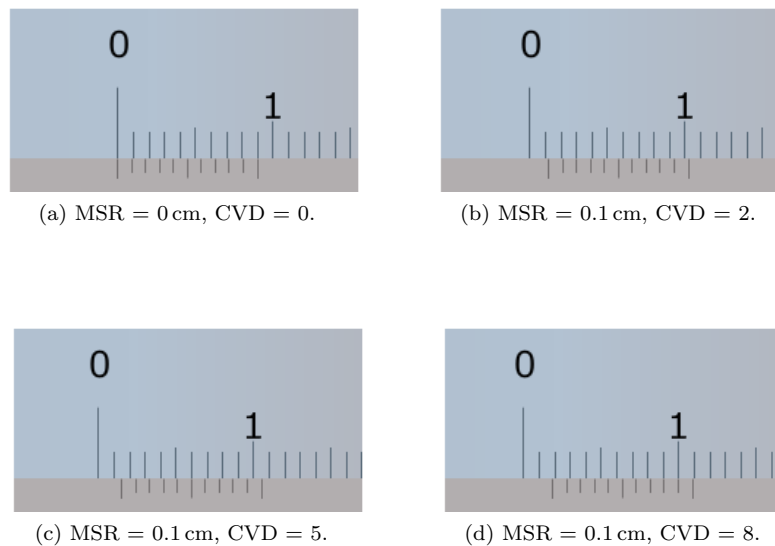 0
1
0
1
(a) MSR = 0 cm, CVD = 0.
(b) MSR = 0.1 cm, CVD = 2.
0
1
0
1
(c) MSR = 0.1 cm, CVD = 5.
(d) MSR = 0.1 cm, CVD = 8.